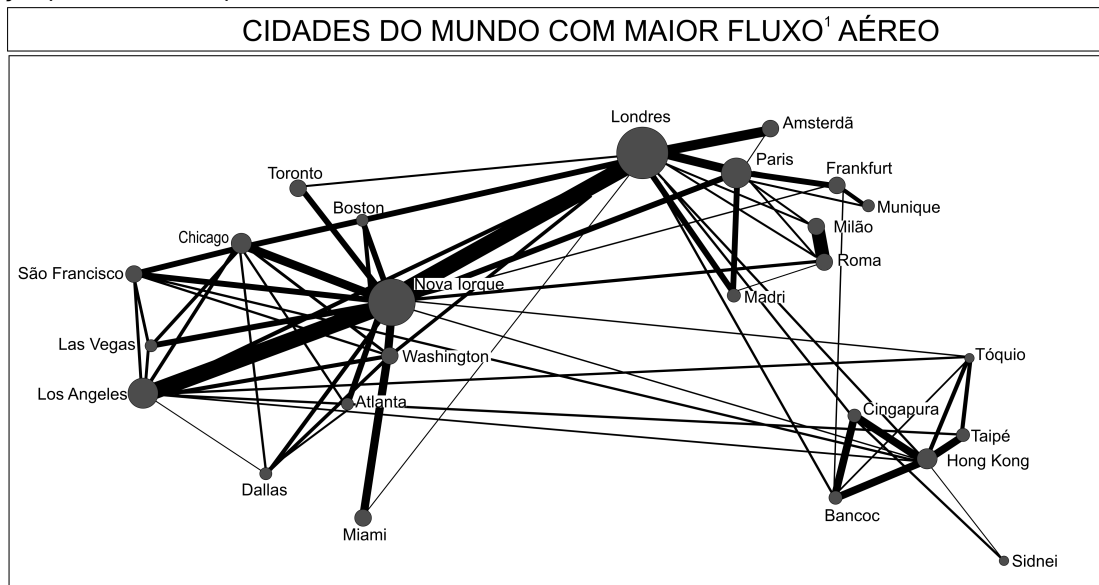 CIDADES DO MUNDO COM MAIOR FLUXO¹ AÉREO
Londres
Amsterdã
Paris
Frankfurt
Toronto
Munique
Boston
Milão
Chicago
Roma
São Francisco
Nova Iorque
Madri
Las Vegas
Washington
Tóquio
Los Angeles
Atlanta
Cingapura
Taipé
Hong Kong
Dallas
Bancoc
Miami
Sidnei